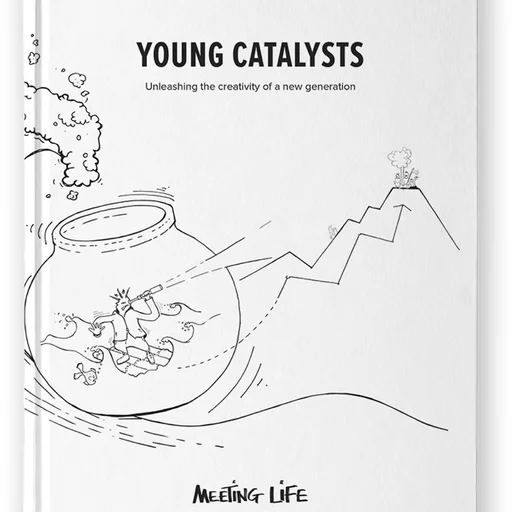 YOUNG CATALYSTS
Unleashing the creativity of a new generation
MEETING LIFE